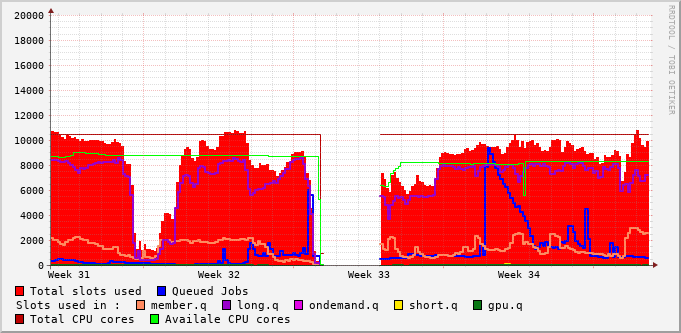 20000
18000
16000
14000
12000
10000
8000
6000
4000
2000
0
Week 31 Week 32 Week 33 Week 34
RRDTOOL / TOBI OETIKER
Total slots used Queued Jobs
Slots used in : member.q long.q ondemand.q short.q gpu.q
Total CPU cores Availale CPU cores